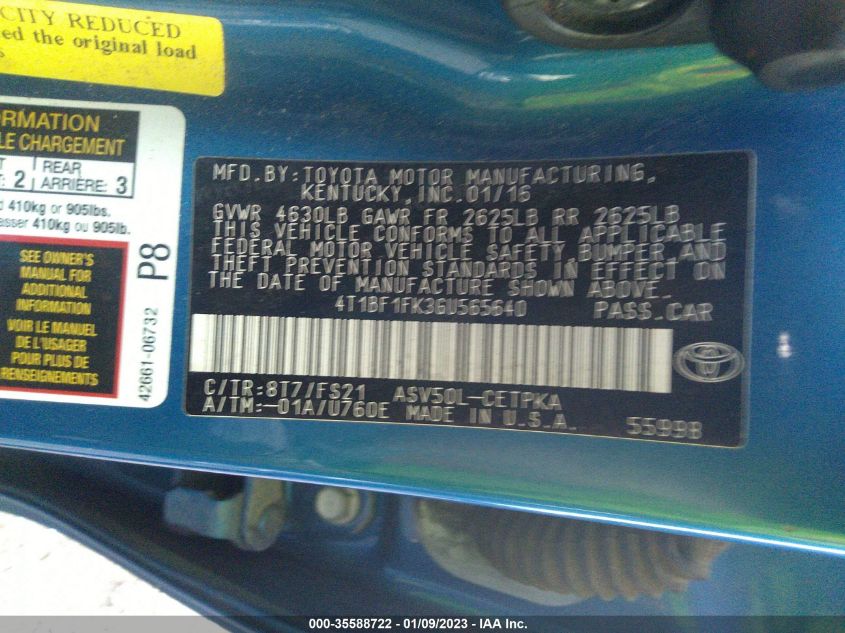 CITY REDUCED
ed the original load
s
ORMATION
LE CHARGEMENT
T REAR
: 2 ARRIÈRE: 3
d 410kg or 905lbs.
asser 410 kg ou 905lb.
SEE OWNER'S
MANUAL FOR
ADDITIONAL
INFORMATION
VOIR LE MANUEL
DE L'USAGER
POUR PLUS DE
RENSEIGNEMENTS
P8
42661-06732
MFD.BY:TOYOTA MOTOR MANUFACTURING,
KENTUCKY,INC.01/16
GVWR 4630LB GAWR FR 2625LB RR 2625LB
THIS VEHICLE CONFORMS TO ALL APPLICABLE
FEDERAL MOTOR VEHICLE SAFETY,BUMPER,AND
THEFT PREVENTION STANDARDS IN EFFECT ON
THE DATE OF MANUFACTURE SHOWN ABOVE.
4T1BF1FK3GU565640 PASS.CAR
C/TR:8T7/FS21 ASV50L-CETPKA
A/TM:-01A/U760E MADE IN U.S.A. 55998
000-35588722 — 01/09/2023 — IAA Inc.